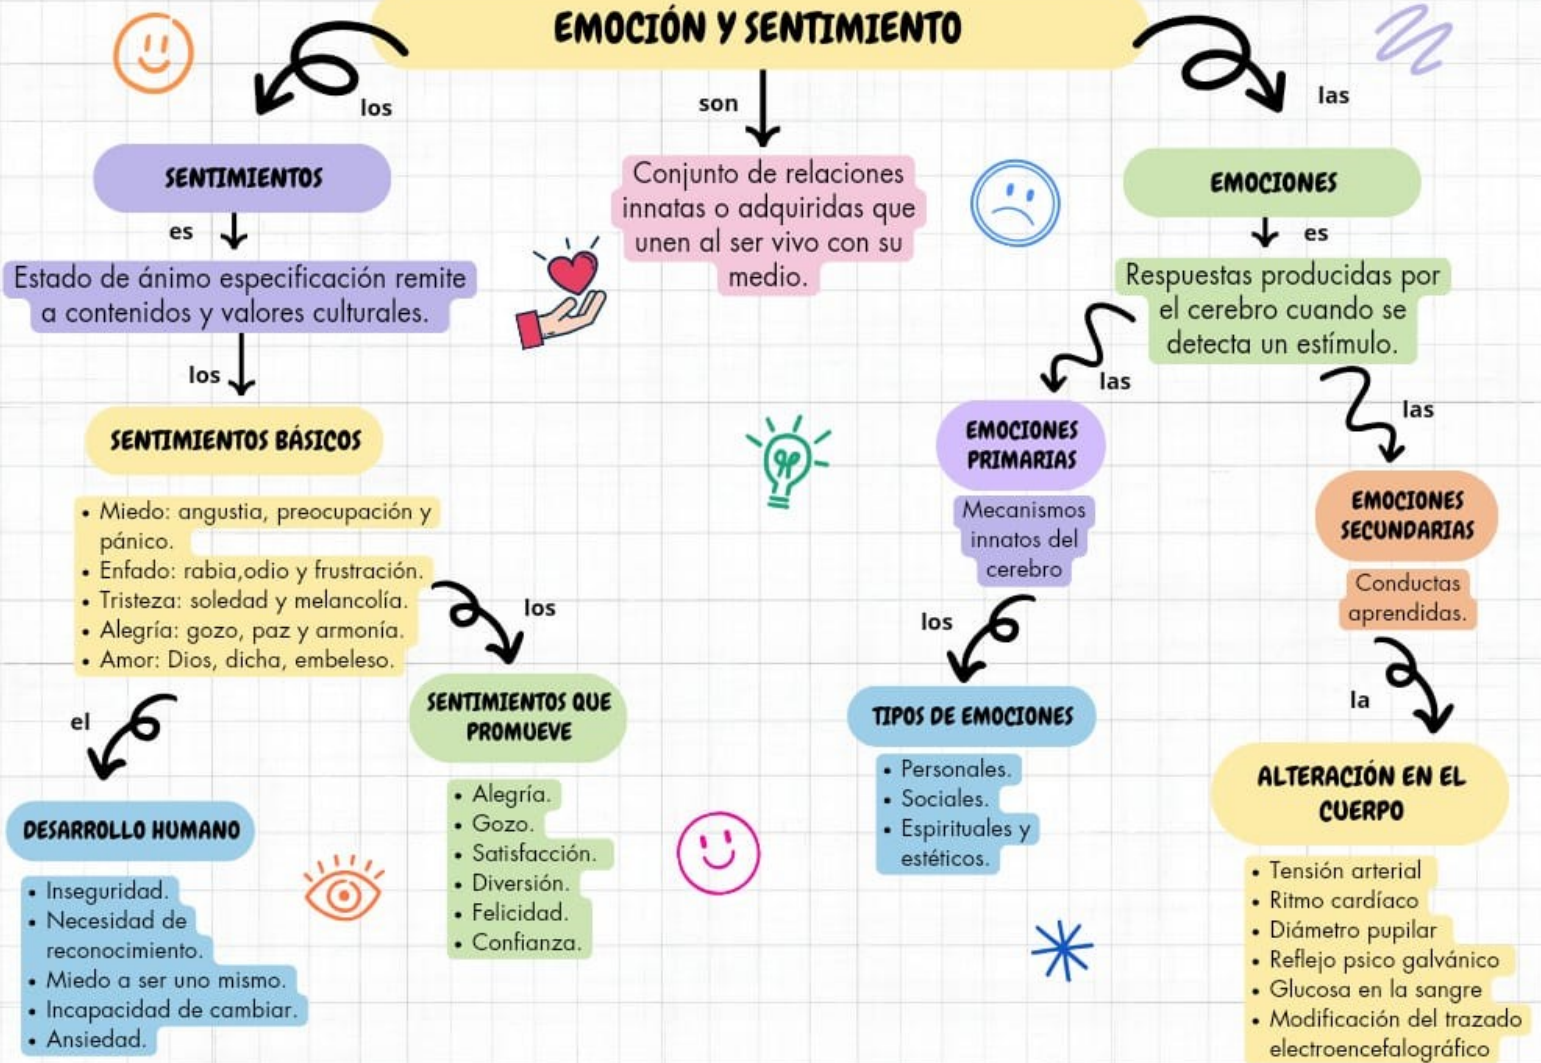 EMOCIÓN Y SENTIMIENTO
los
son
las
SENTIMIENTOS
es
Estado de ánimo especificación remite
a contenidos y valores culturales.
los
SENTIMIENTOS BÁSICOS
• Miedo: angustia, preocupación y
pánico.
• Enfado: rabia,odio y frustración.
• Tristeza: soledad y melancolía.
• Alegría: gozo, paz y armonía.
• Amor: Dios, dicha, embeleso.
el
DESARROLLO HUMANO
• Inseguridad.
• Necesidad de
reconocimiento.
• Miedo a ser uno mismo.
• Incapacidad de cambiar.
• Ansiedad.
los
SENTIMIENTOS QUE
PROMUEVE
• Alegría.
• Gozo.
• Satisfacción.
• Diversión.
• Felicidad.
• Confianza.
Conjunto de relaciones
innatas o adquiridas que
unen al ser vivo con su
medio.
EMOCIONES
es
Respuestas producidas por
el cerebro cuando se
detecta un estímulo.
las
EMOCIONES
PRIMARIAS
Mecanismos
innatos del
cerebro
los
TIPOS DE EMOCIONES
• Personales.
• Sociales.
• Espirituales y
estéticos.
las
EMOCIONES
SECUNDARIAS
Conductas
aprendidas.
la
ALTERACIÓN EN EL
CUERPO
• Tensión arterial
• Ritmo cardíaco
• Diámetro pupilar
• Reflejo psico galvánico
• Glucosa en la sangre
• Modificación del trazado
electroencefalográfico